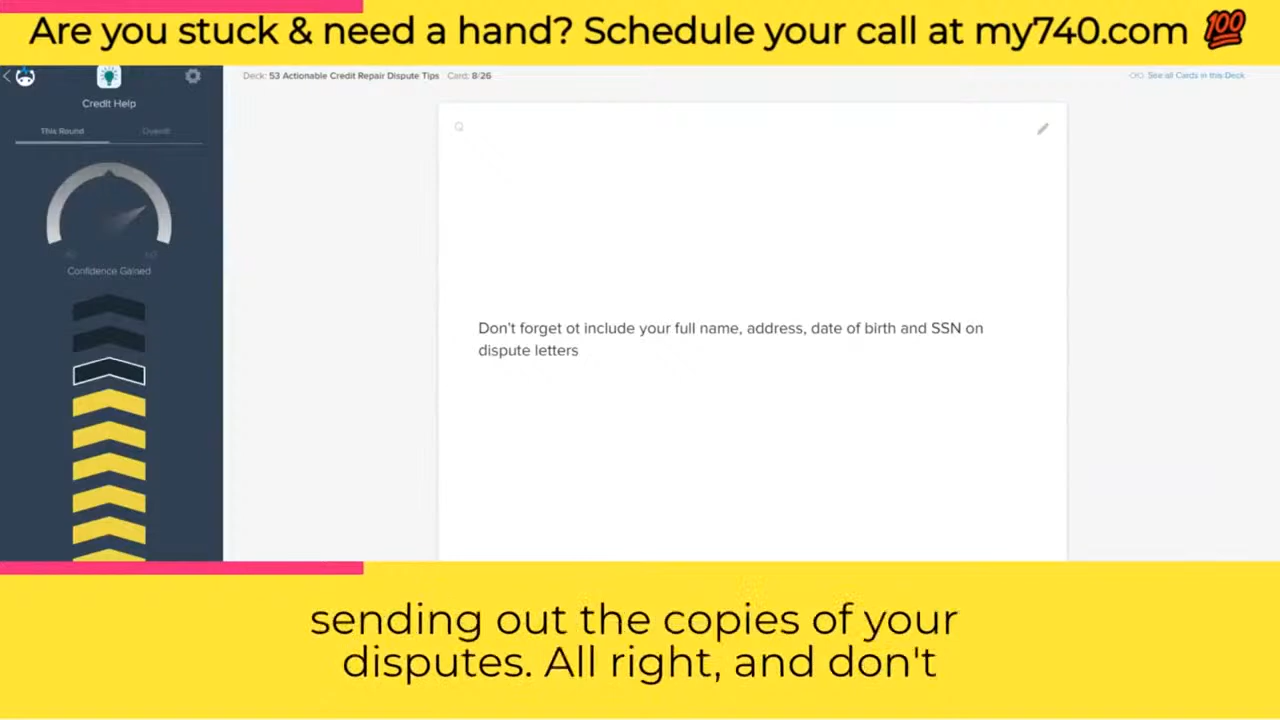 Are you stuck & need a hand? Schedule your call at my740.com 💯
Deck: 53 Actionable Credit Repair Dispute Tips Card: 8/26
See all Cards in this Deck
Credit Help
This Round Overall
Q
Confidence Gained
Don't forget ot include your full name, address, date of birth and SSN on
dispute letters
sending out the copies of your
disputes. All right, and don't